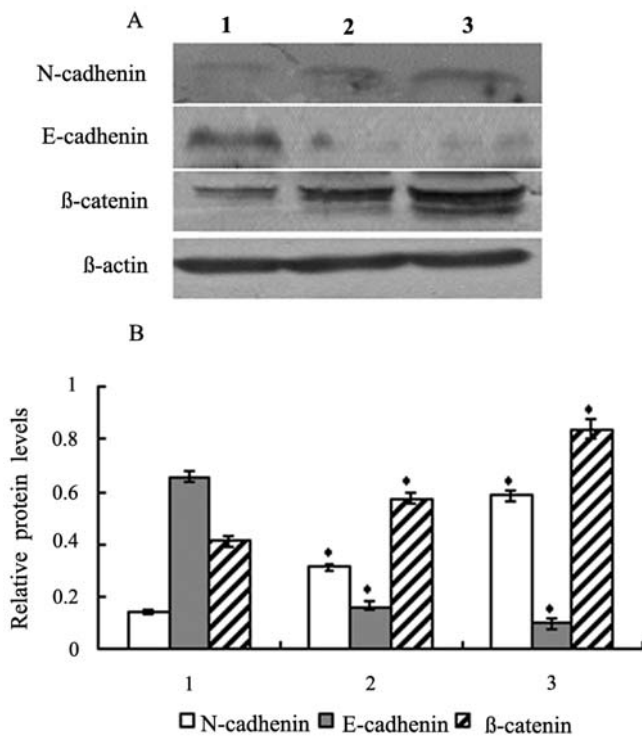 A
1 2 3
N-cadhenin
E-cadhenin
ß-catenin
ß-actin
B
Relative protein levels
1
0.8
0.6
0.4
0.2
0
1 2 3
N-cadhenin E-cadhenin ß-catenin